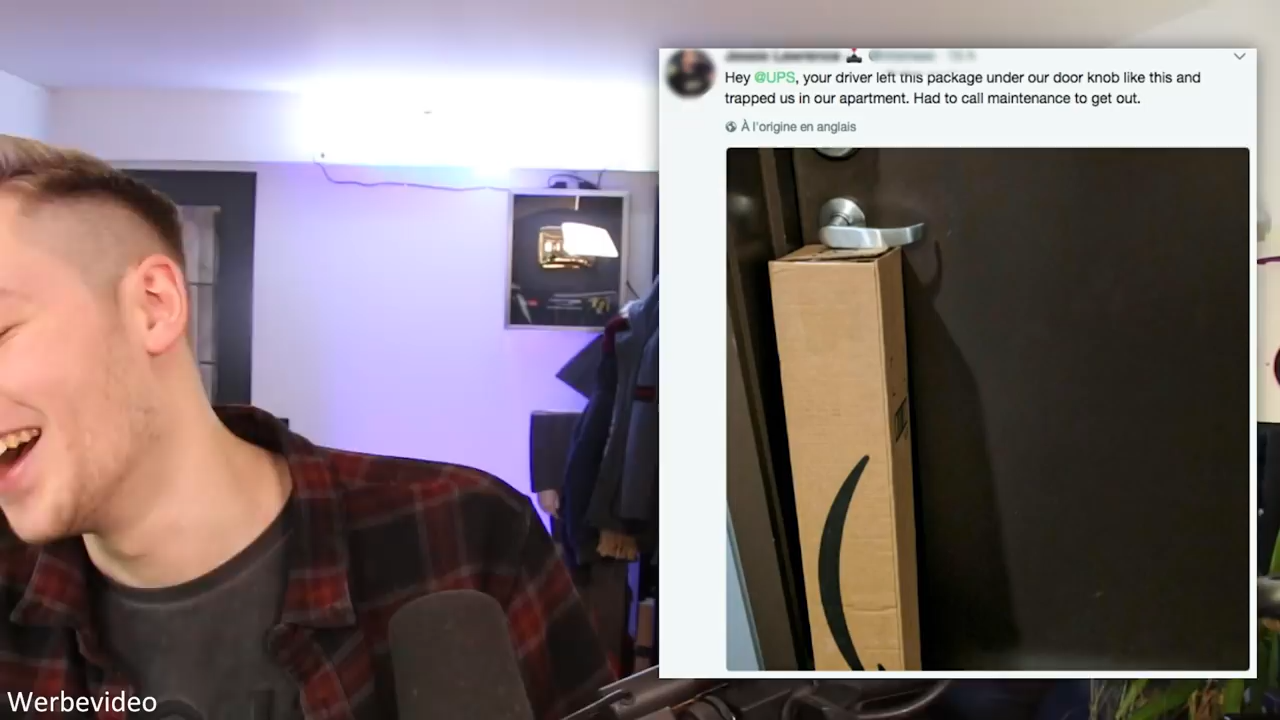 Hey @UPS, your driver left this package under our door knob like this and
trapped us in our apartment. Had to call maintenance to get out.
À l'origine en anglais
Werbevideo